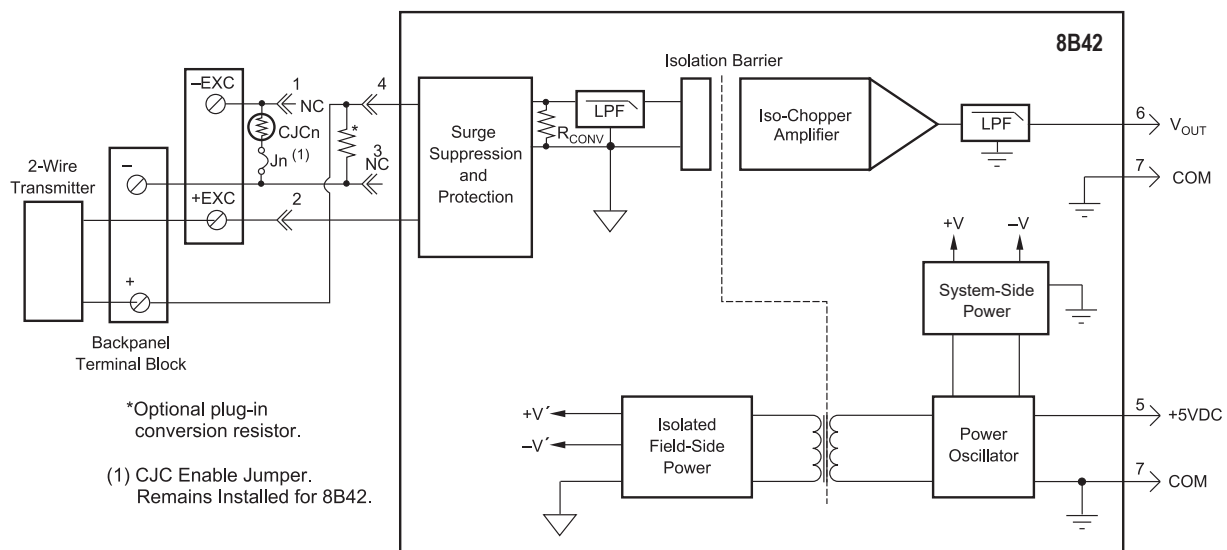 8B42
Isolation Barrier
–EXC
1
NC
4
CJCn
*
Jn (1)
3
NC
2-Wire
Transmitter
–
+EXC
2
+
Backpanel
Terminal Block
Surge
Suppression
and
Protection
RCONV
LPF
Iso-Chopper
Amplifier
LPF
6
VOUT
7
COM
+V
–V
System-Side
Power
*Optional plug-in
conversion resistor.
(1) CJC Enable Jumper.
Remains Installed for 8B42.
+V´
–V´
Isolated
Field-Side
Power
Power
Oscillator
5
+5VDC
7
COM